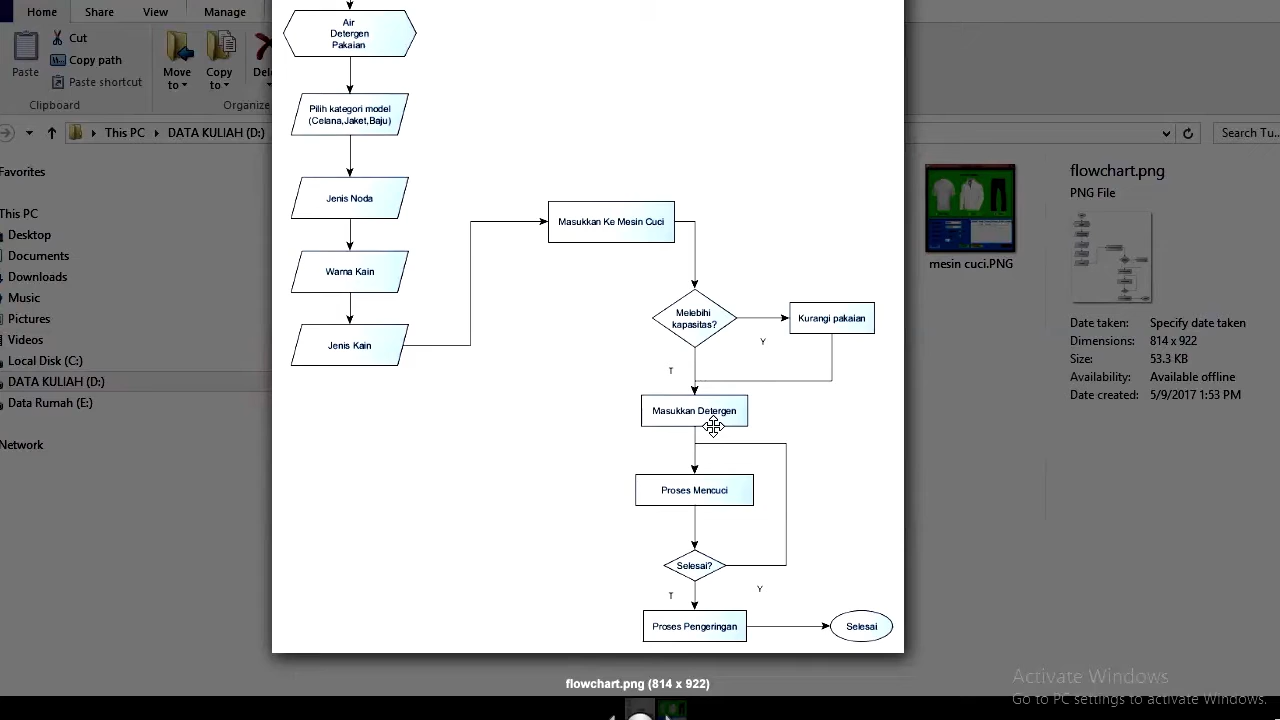 Home Share View Manage
Cut
Copy path
Paste shortcut
Paste
Move to
Copy to
Clipboard
Organize
This PC
DATA KULIAH (D:)
Search Tu...
Favorites
This PC
Desktop
Documents
Downloads
Music
Pictures
Videos
Local Disk (C:)
DATA KULIAH (D:)
Data Rumah (E:)
Network
Air
Detergen
Pakaian
Pilih kategori model
(Celana,Jaket,Baju)
Jenis Noda
Warna Kain
Jenis Kain
Masukkan Ke Mesin Cuci
Melebihi
kapasitas?
Y
Kurangi pakaian
T
Masukkan Detergen
Proses Mencuci
Selesai?
Y
T
Proses Pengeringan
Selesai
mesin cuci.PNG
flowchart.png
PNG File
Date taken: Specify date taken
Dimensions: 814 x 922
Size: 53.3 KB
Availability: Available offline
Date created: 5/9/2017 1:53 PM
flowchart.png (814 x 922)
Activate Windows
Go to PC settings to activate Windows.